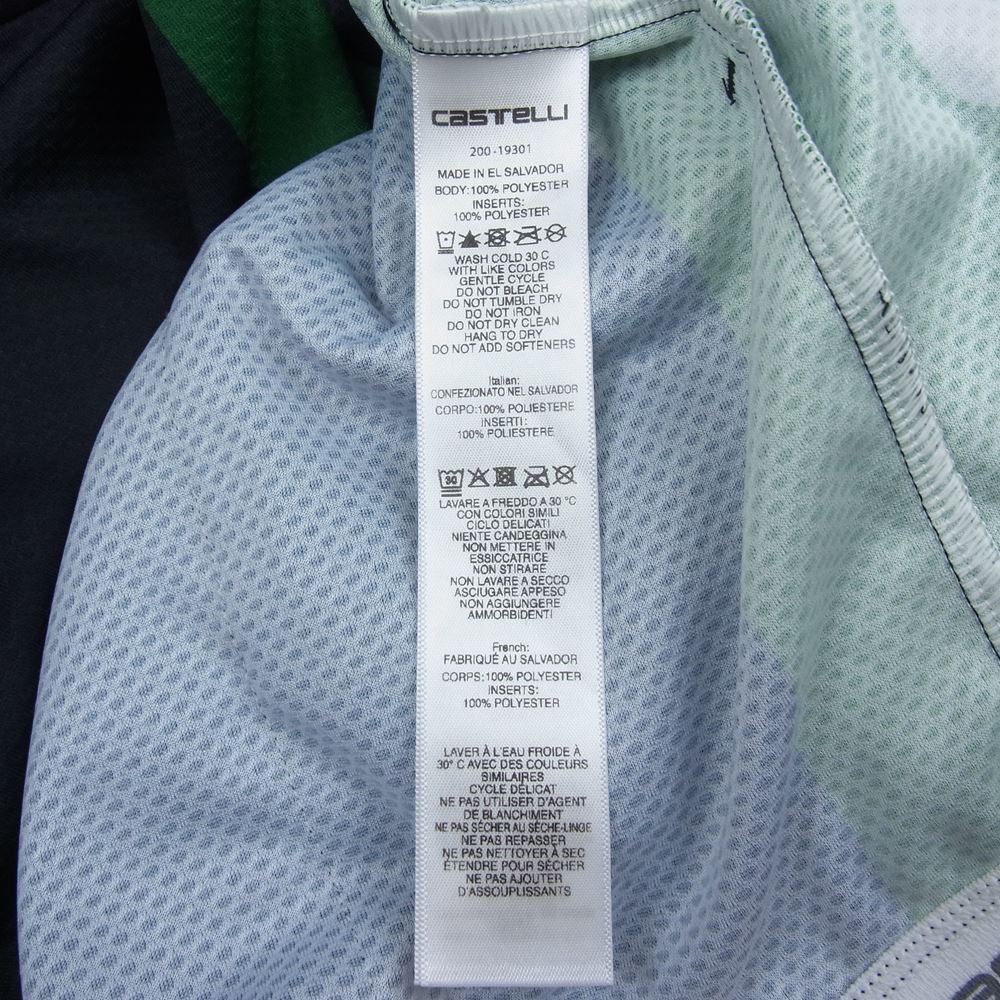 CASTELLI
200-19301
MADE IN EL SALVADOR
BODY:100% POLYESTER
INSERTS:
100% POLYESTER
WASH COLD 30 C
WITH LIKE COLORS
GENTLE CYCLE
DO NOT BLEACH
DO NOT TUMBLE DRY
DO NOT IRON
DO NOT DRY CLEAN
HANG TO DRY
DO NOT ADD SOFTENERS
Italian:
CONFEZIONATO NEL SALVADOR
CORPO:100% POLIESTERE
INSERTI:
100% POLIESTERE
30
LAVARE A FREDDO A 30 °C
CON COLORI SIMILI
CICLO DELICATI
NIENTE CANDEGGINA
NON METTERE IN
ESSICCATRICE
NON STIRARE
NON LAVARE A SECCO
ASCIUGARE APPESO
NON AGGIUNGERE
AMMORBIDENTI
French:
FABRIQUÉ AU SALVADOR
CORPS:100% POLYESTER
INSERTS:
100% POLYESTER
LAVER À L'EAU FROIDE À
30° C AVEC DES COULEURS
SIMILAIRES
CYCLE DÉLICAT
NE PAS UTILISER D'AGENT
DE BLANCHIMENT
NE PAS SÉCHER AU SÈCHE-LINGE
NE PAS REPASSER
NE PAS NETTOYER À SEC
ÉTENDRE POUR SÉCHER
NE PAS AJOUTER
D'ASSOUPLISSANTS